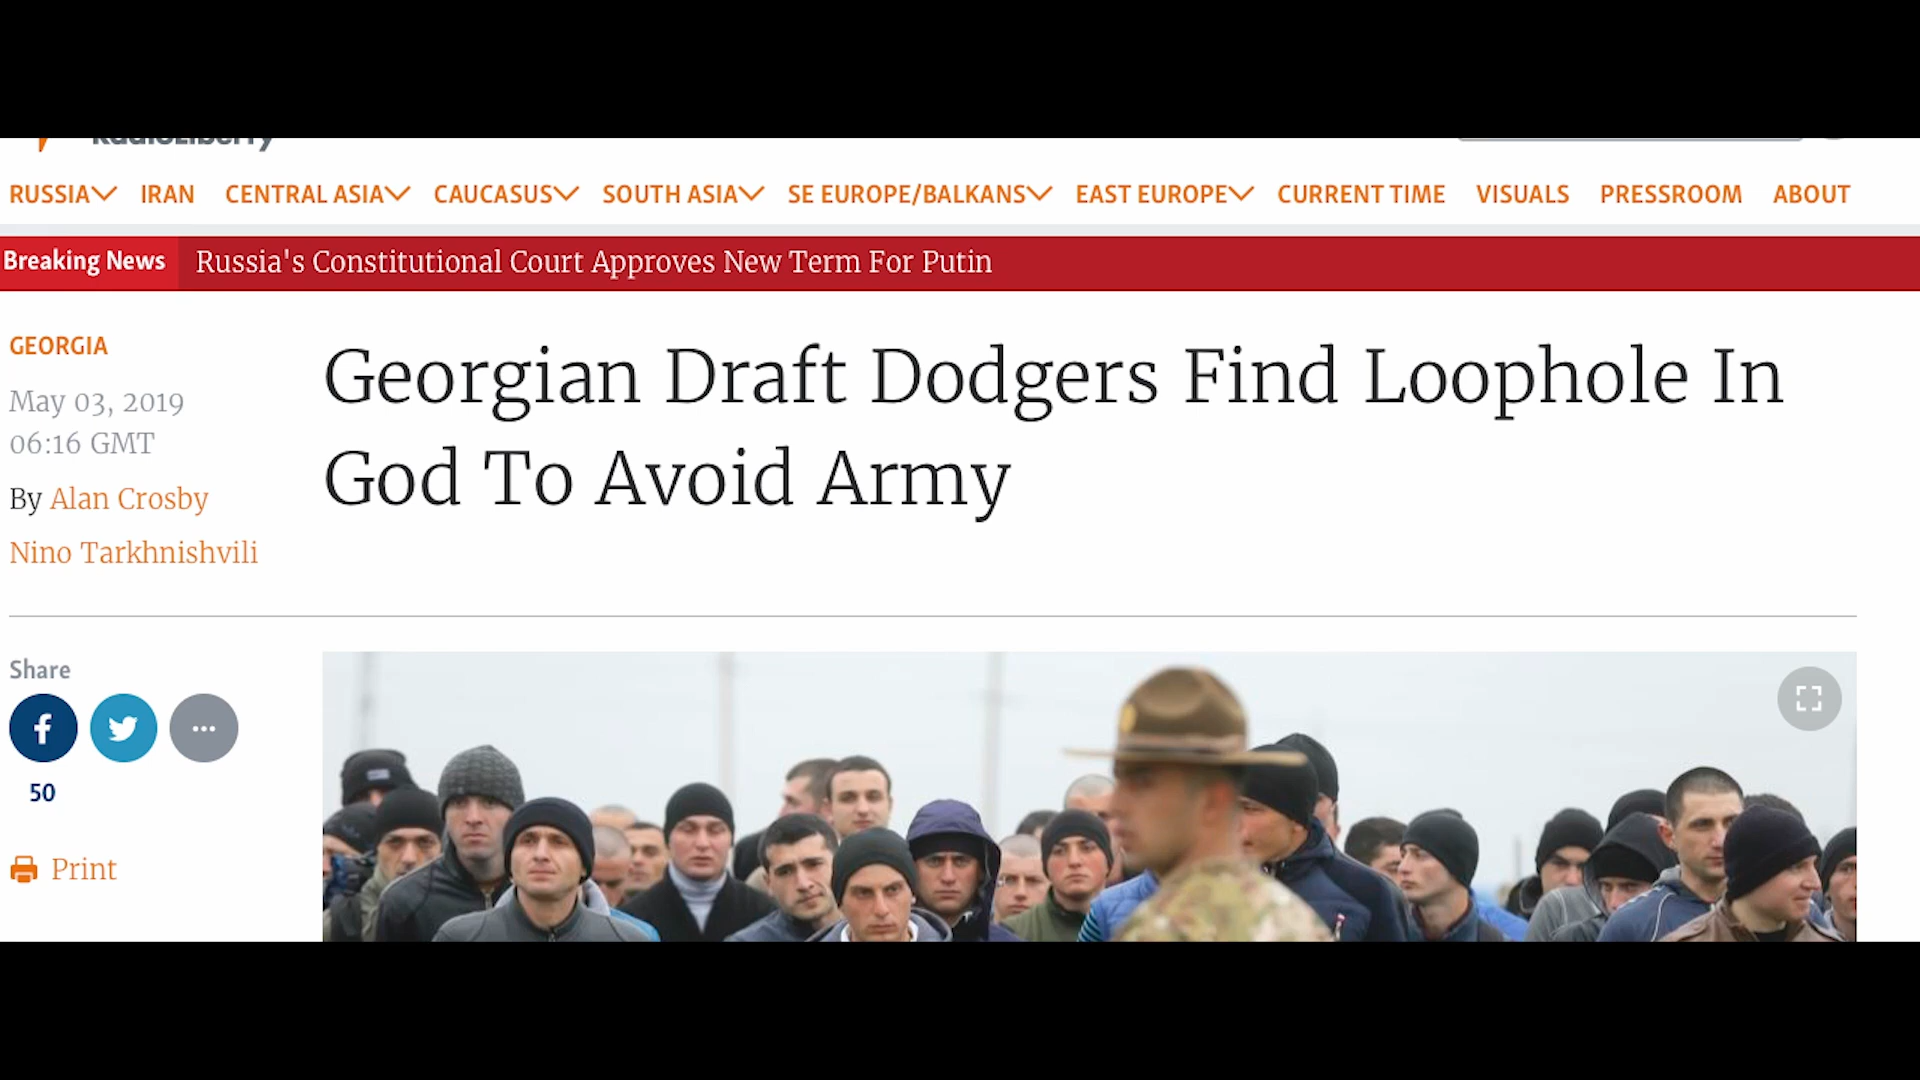 RadioLiberty
RUSSIA IRAN CENTRAL ASIA CAUCASUS SOUTH ASIA SE EUROPE/BALKANS EAST EUROPE CURRENT TIME VISUALS PRESSROOM ABOUT
Breaking News Russia's Constitutional Court Approves New Term For Putin
GEORGIA
May 03, 2019
06:16 GMT
By Alan Crosby
Nino Tarkhnishvili
Georgian Draft Dodgers Find Loophole In
God To Avoid Army
Share
50
Print